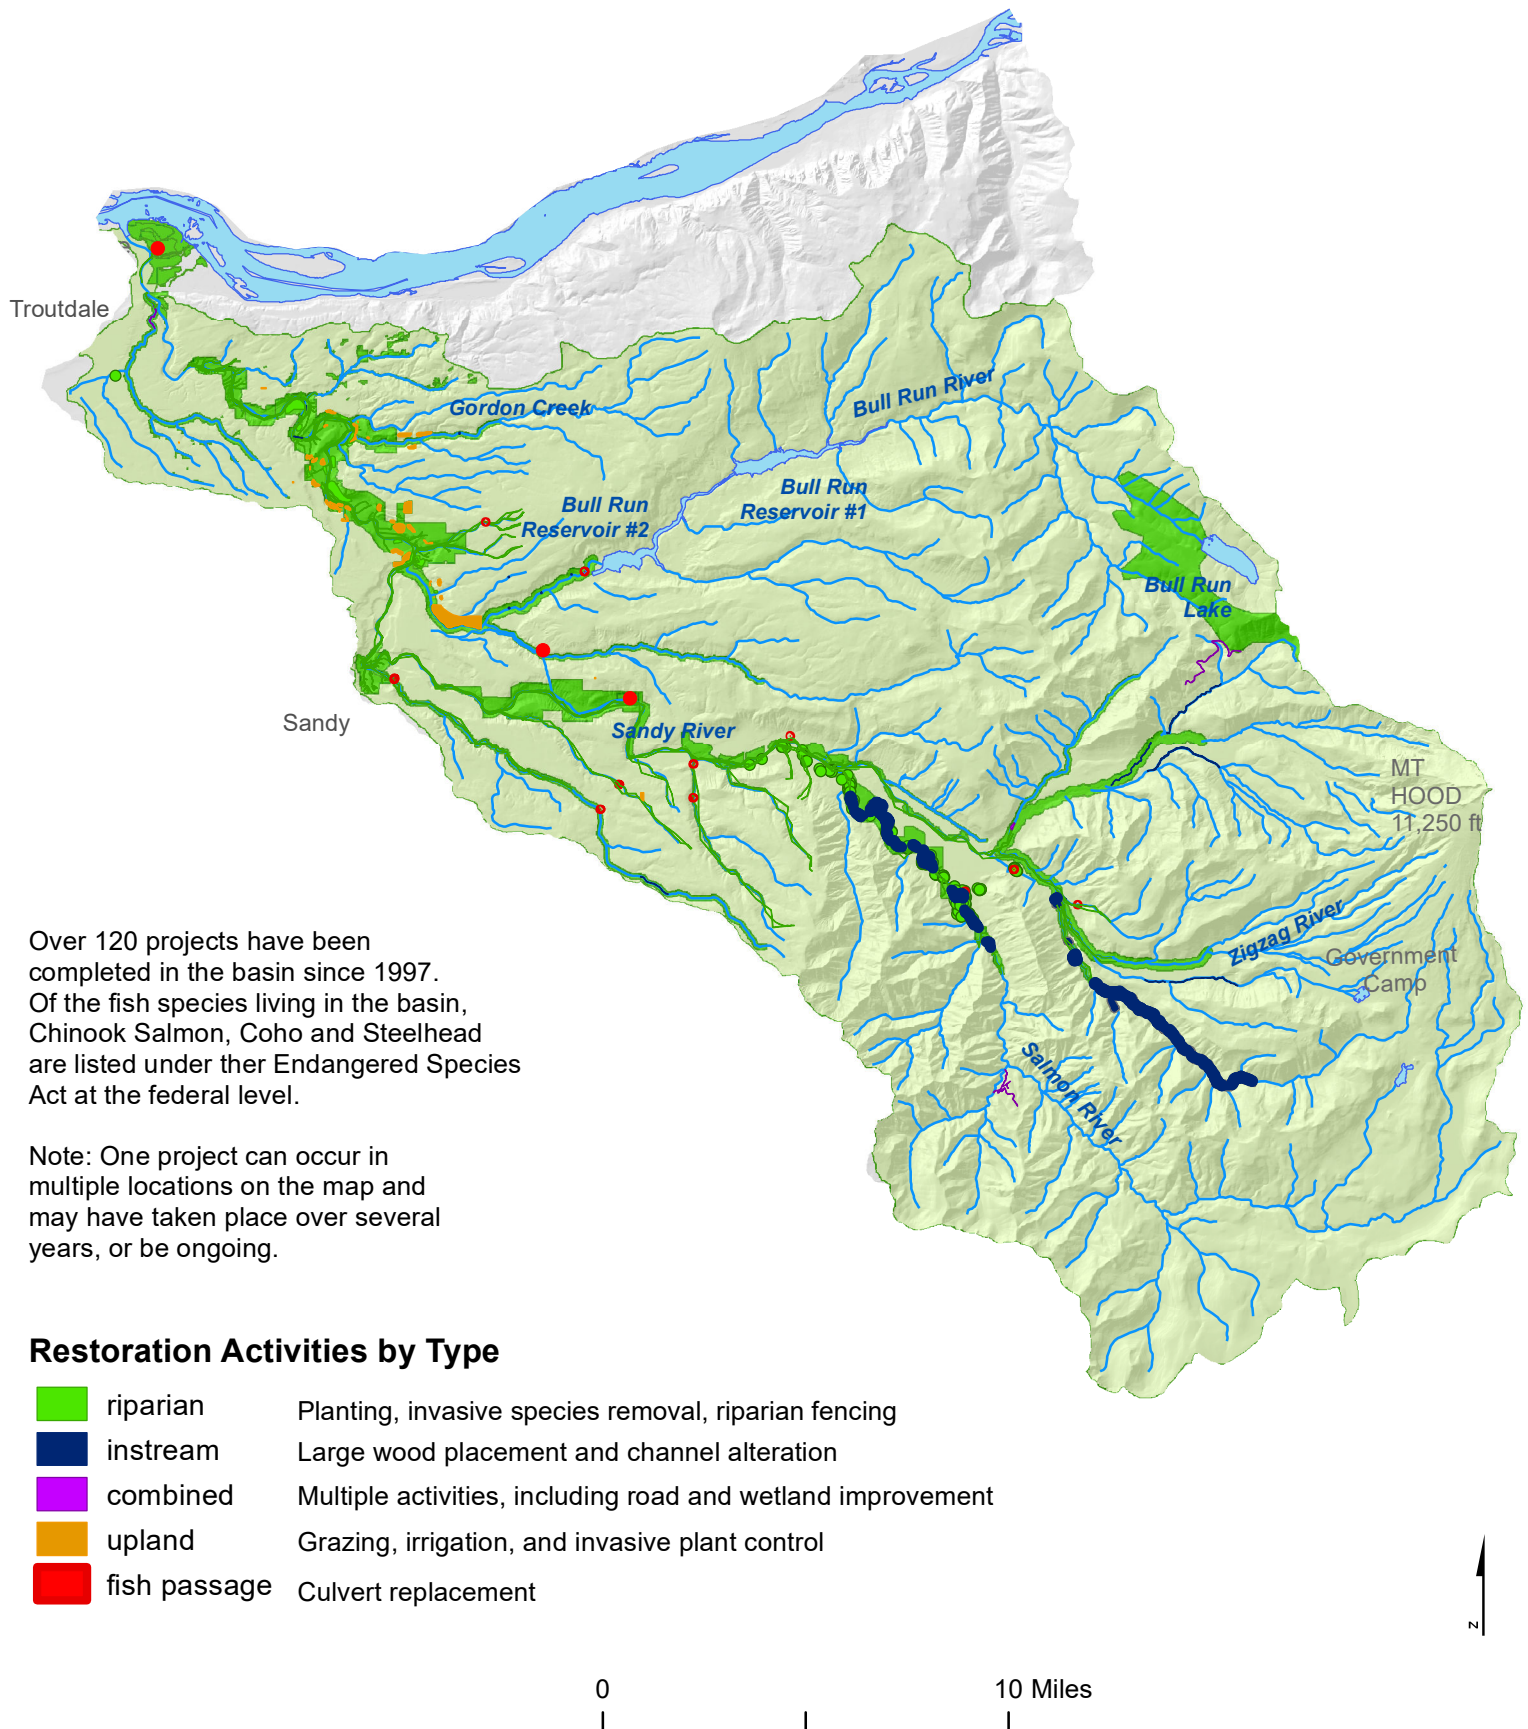 Troutdale
Gordon Creek
Bull Run River
Bull Run
Reservoir #1
Bull Run
Reservoir #2
Bull Run
Lake
Sandy
Sandy River
MT
HOOD
11,250 ft
Zigzag River
Government
Camp
Salmon River
Over 120 projects have been
completed in the basin since 1997.
Of the fish species living in the basin,
Chinook Salmon, Coho and Steelhead
are listed under ther Endangered Species
Act at the federal level.
Note: One project can occur in
multiple locations on the map and
may have taken place over several
years, or be ongoing.
Restoration Activities by Type
riparian Planting, invasive species removal, riparian fencing
instream Large wood placement and channel alteration
combined Multiple activities, including road and wetland improvement
upland Grazing, irrigation, and invasive plant control
fish passage Culvert replacement
z
0 10 Miles